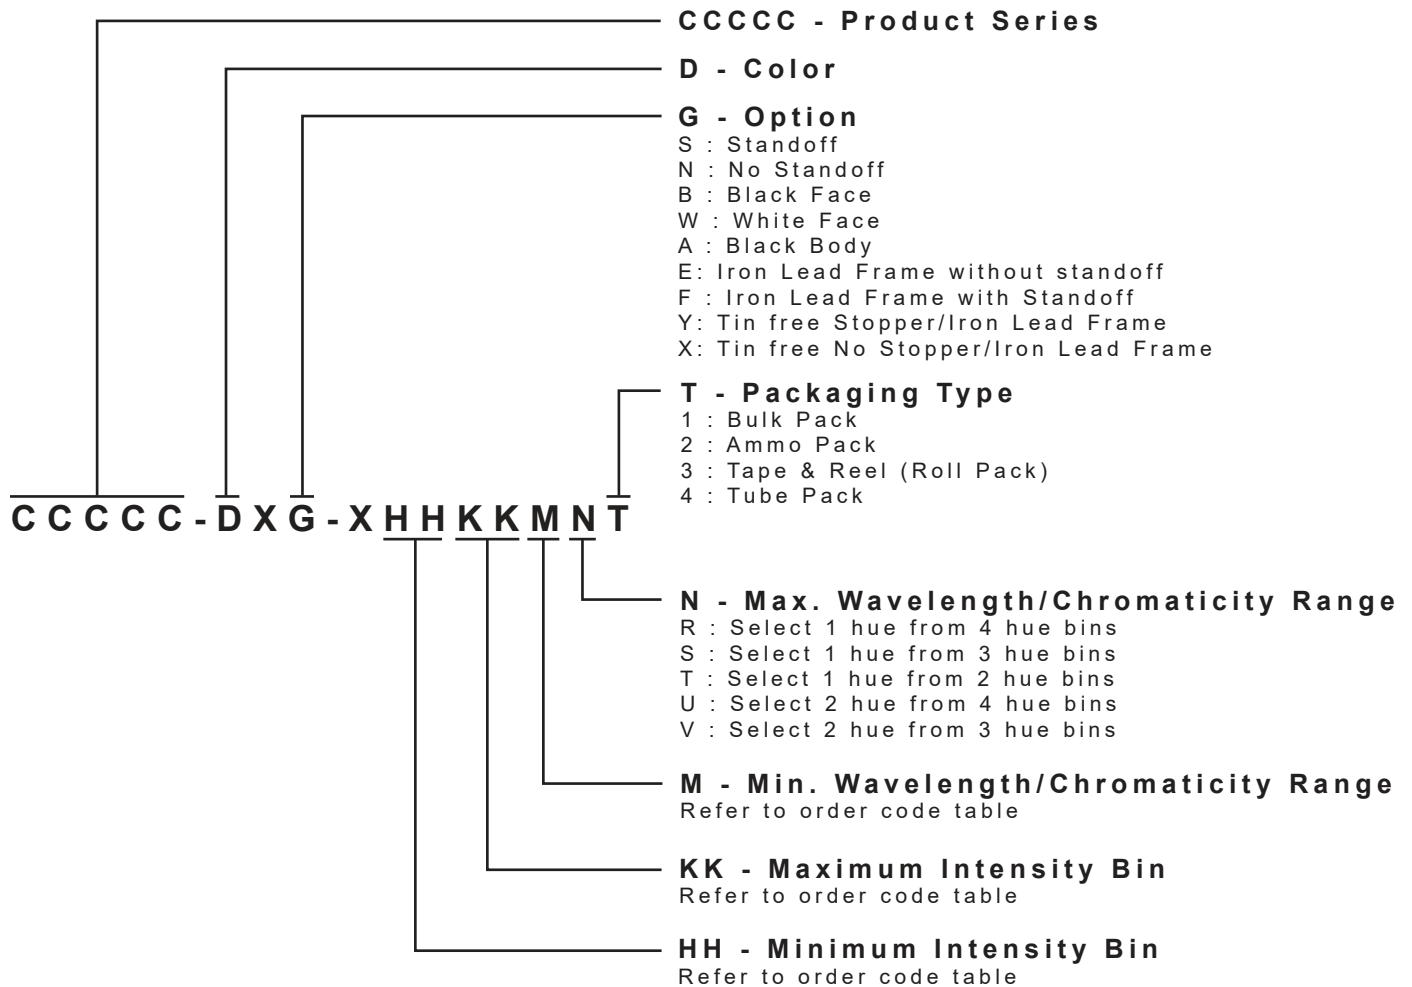 CCCCC - Product Series
D - Color
G - Option
S : Standoff
N : No Standoff
B : Black Face
W : White Face
A : Black Body
E: Iron Lead Frame without standoff
F : Iron Lead Frame with Standoff
Y: Tin free Stopper/Iron Lead Frame
X: Tin free No Stopper/Iron Lead Frame
T - Packaging Type
1 : Bulk Pack
2 : Ammo Pack
3 : Tape & Reel (Roll Pack)
4 : Tube Pack
CCCCC-DXG-XHHKKMNT
N - Max. Wavelength/Chromaticity Range
R : Select 1 hue from 4 hue bins
S : Select 1 hue from 3 hue bins
T : Select 1 hue from 2 hue bins
U : Select 2 hue from 4 hue bins
V : Select 2 hue from 3 hue bins
M - Min. Wavelength/Chromaticity Range
Refer to order code table
KK - Maximum Intensity Bin
Refer to order code table
HH - Minimum Intensity Bin
Refer to order code table